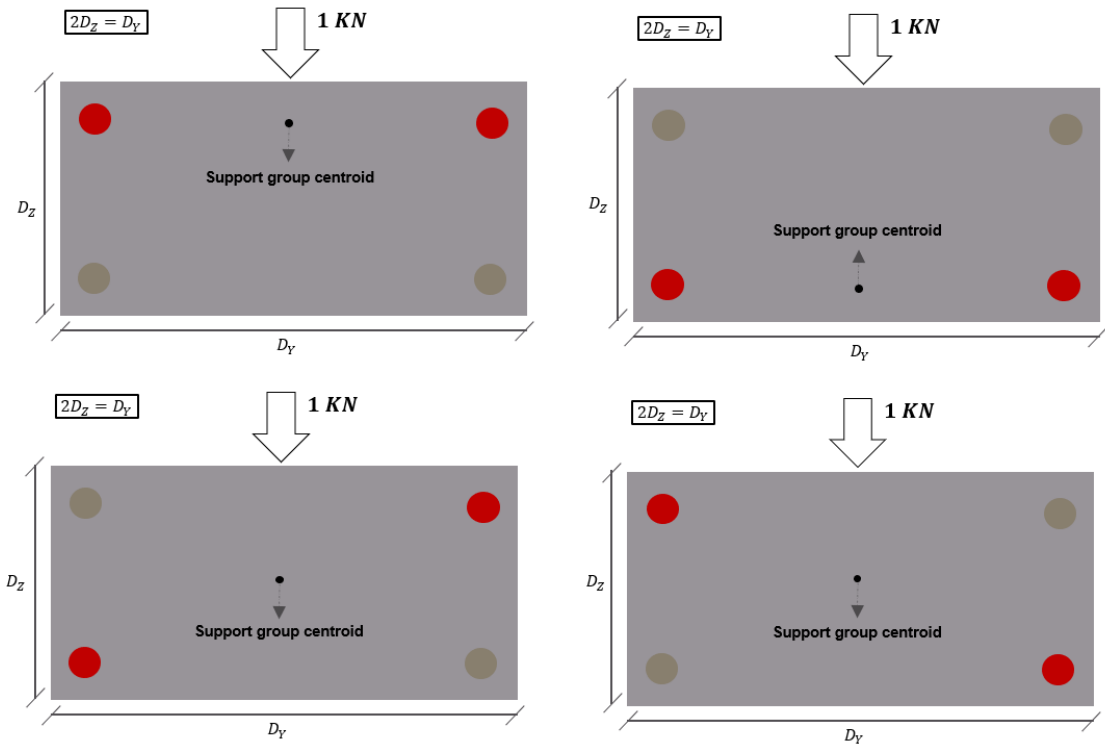 2D_Z = D_Y
1 KN
D_Z
Support group centroid
D_Y
2D_Z = D_Y
1 KN
D_Z
Support group centroid
D_Y
2D_Z = D_Y
1 KN
D_Z
Support group centroid
D_Y
2D_Z = D_Y
1 KN
D_Z
Support group centroid
D_Y